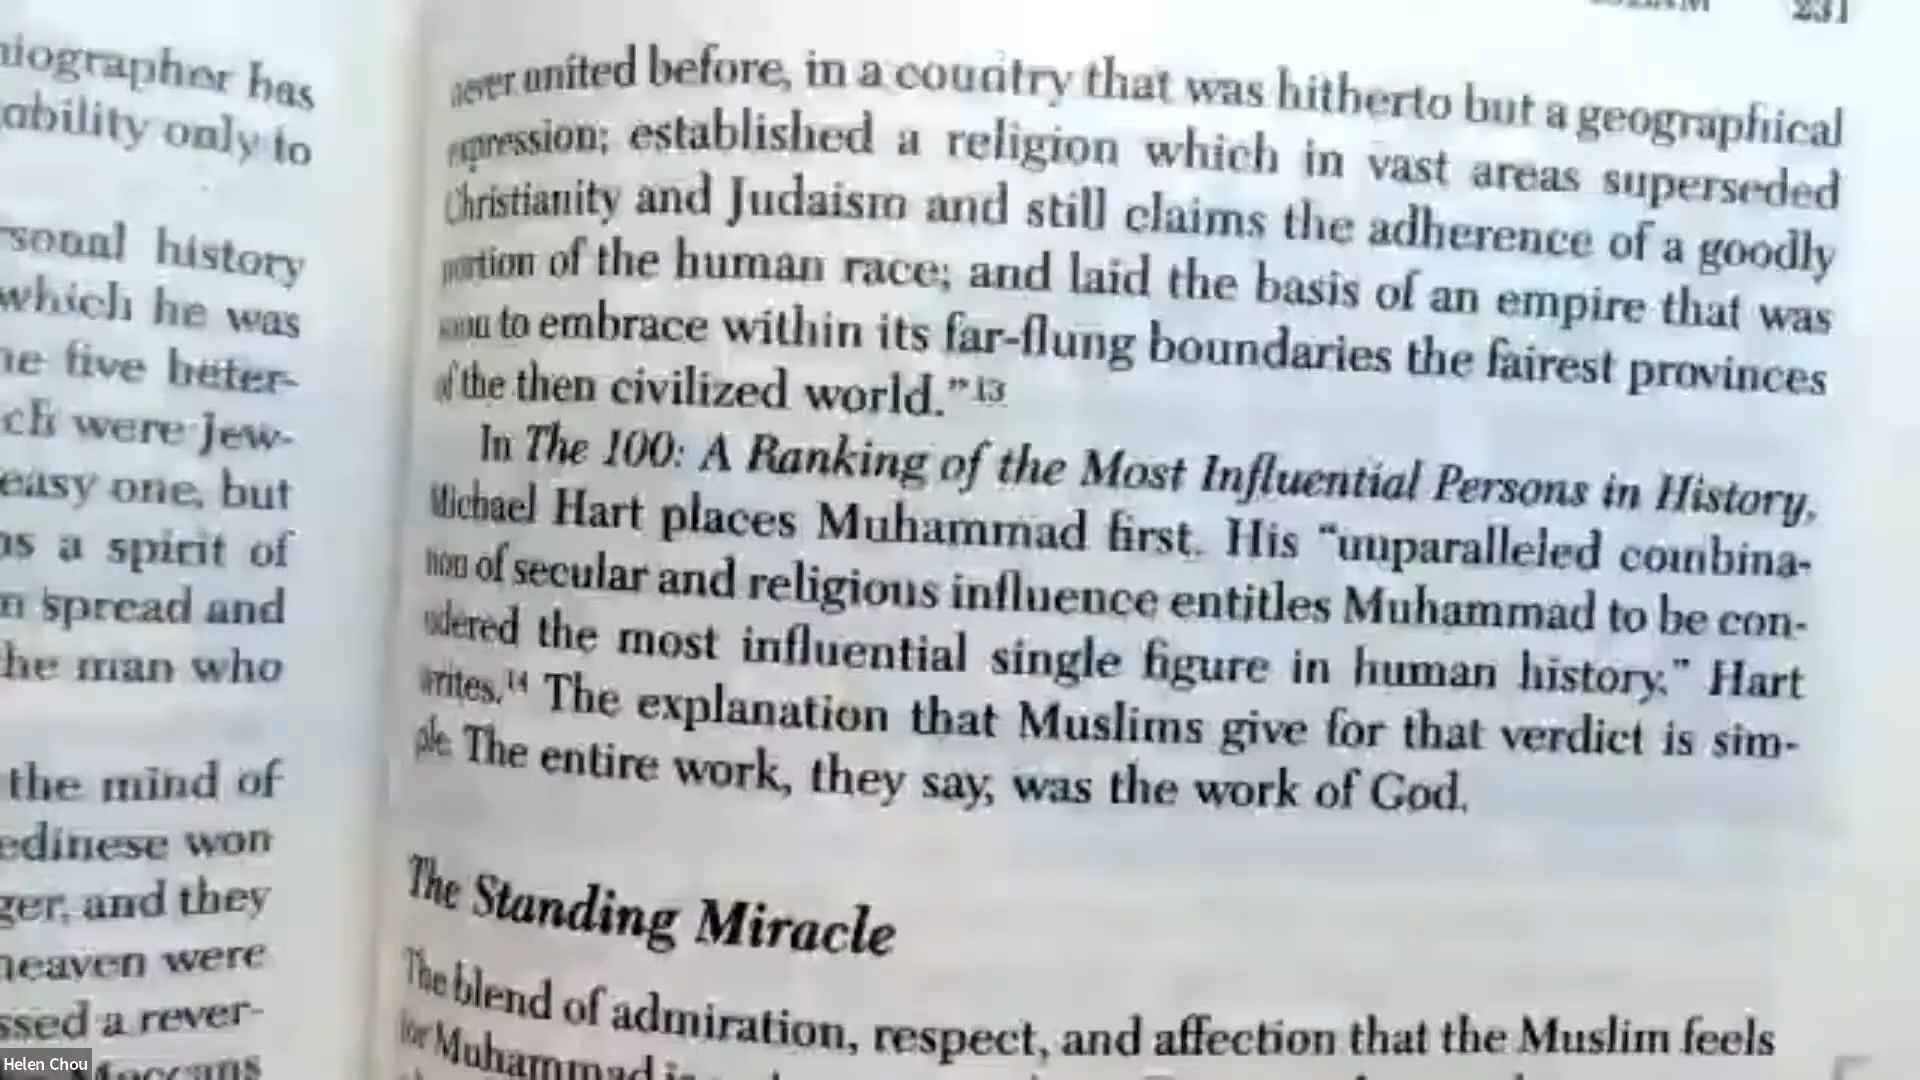 niographer has
ability only to
sonal history
which he was
he five heter-
ch were Jew-
easy one, but
as a spirit of
n spread and
he man who
the mind of
edinese won
ger, and they
heaven were
ssed a rever-
Meccans
231
never united before, in a country that was hitherto but a geographical
expression; established a religion which in vast areas superseded
Christianity and Judaism and still claims the adherence of a goodly
portion of the human race; and laid the basis of an empire that was
soon to embrace within its far-flung boundaries the fairest provinces
of the then civilized world.”13
In The 100: A Ranking of the Most Influential Persons in History,
Michael Hart places Muhammad first. His “unparalleled combina-
tion of secular and religious influence entitles Muhammad to be con-
sidered the most influential single figure in human history,” Hart
writes.14 The explanation that Muslims give for that verdict is sim-
ple. The entire work, they say, was the work of God.
The Standing Miracle
The blend of admiration, respect, and affection that the Muslim feels
for Muhammad
Helen Chou